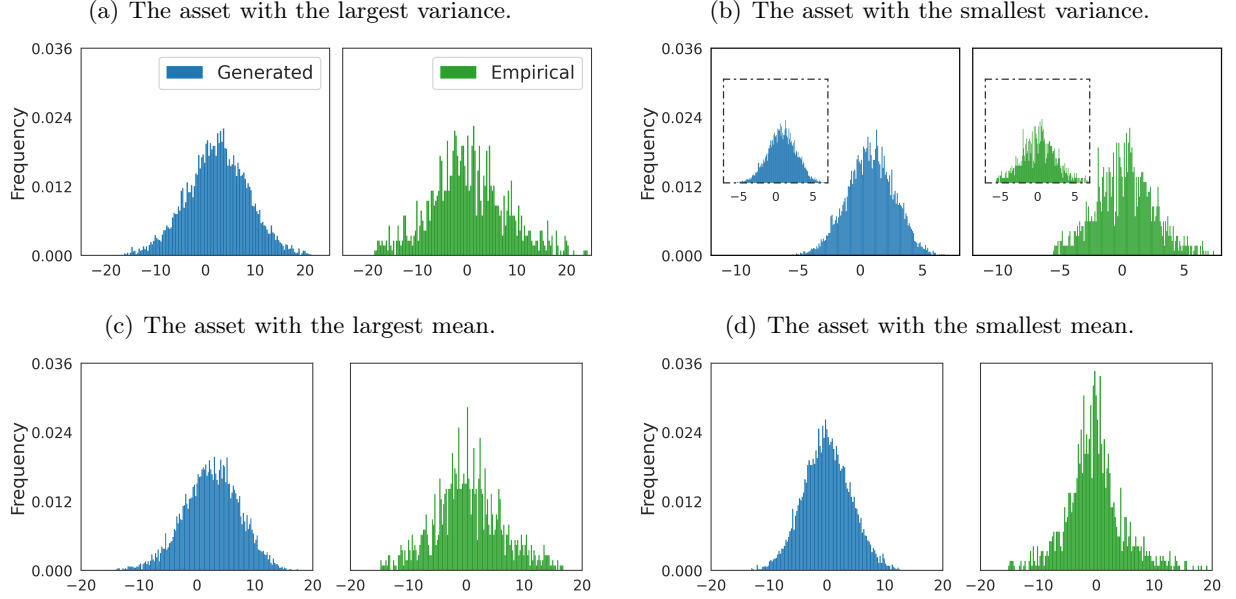 (a) The asset with the largest variance.
(b) The asset with the smallest variance.
0.036
0.024
0.012
0.000
Frequency
Generated
Empirical
−20 −10 0 10 20
−20 −10 0 10 20
0.036
0.024
0.012
0.000
Frequency
−5 0 5
−5 0 5
−10 −5 0 5
−10 −5 0 5
(c) The asset with the largest mean.
(d) The asset with the smallest mean.
0.036
0.024
0.012
0.000
Frequency
−20 −10 0 10 20
−20 −10 0 10 20
0.036
0.024
0.012
0.000
Frequency
−20 −10 0 10 20
−20 −10 0 10 20